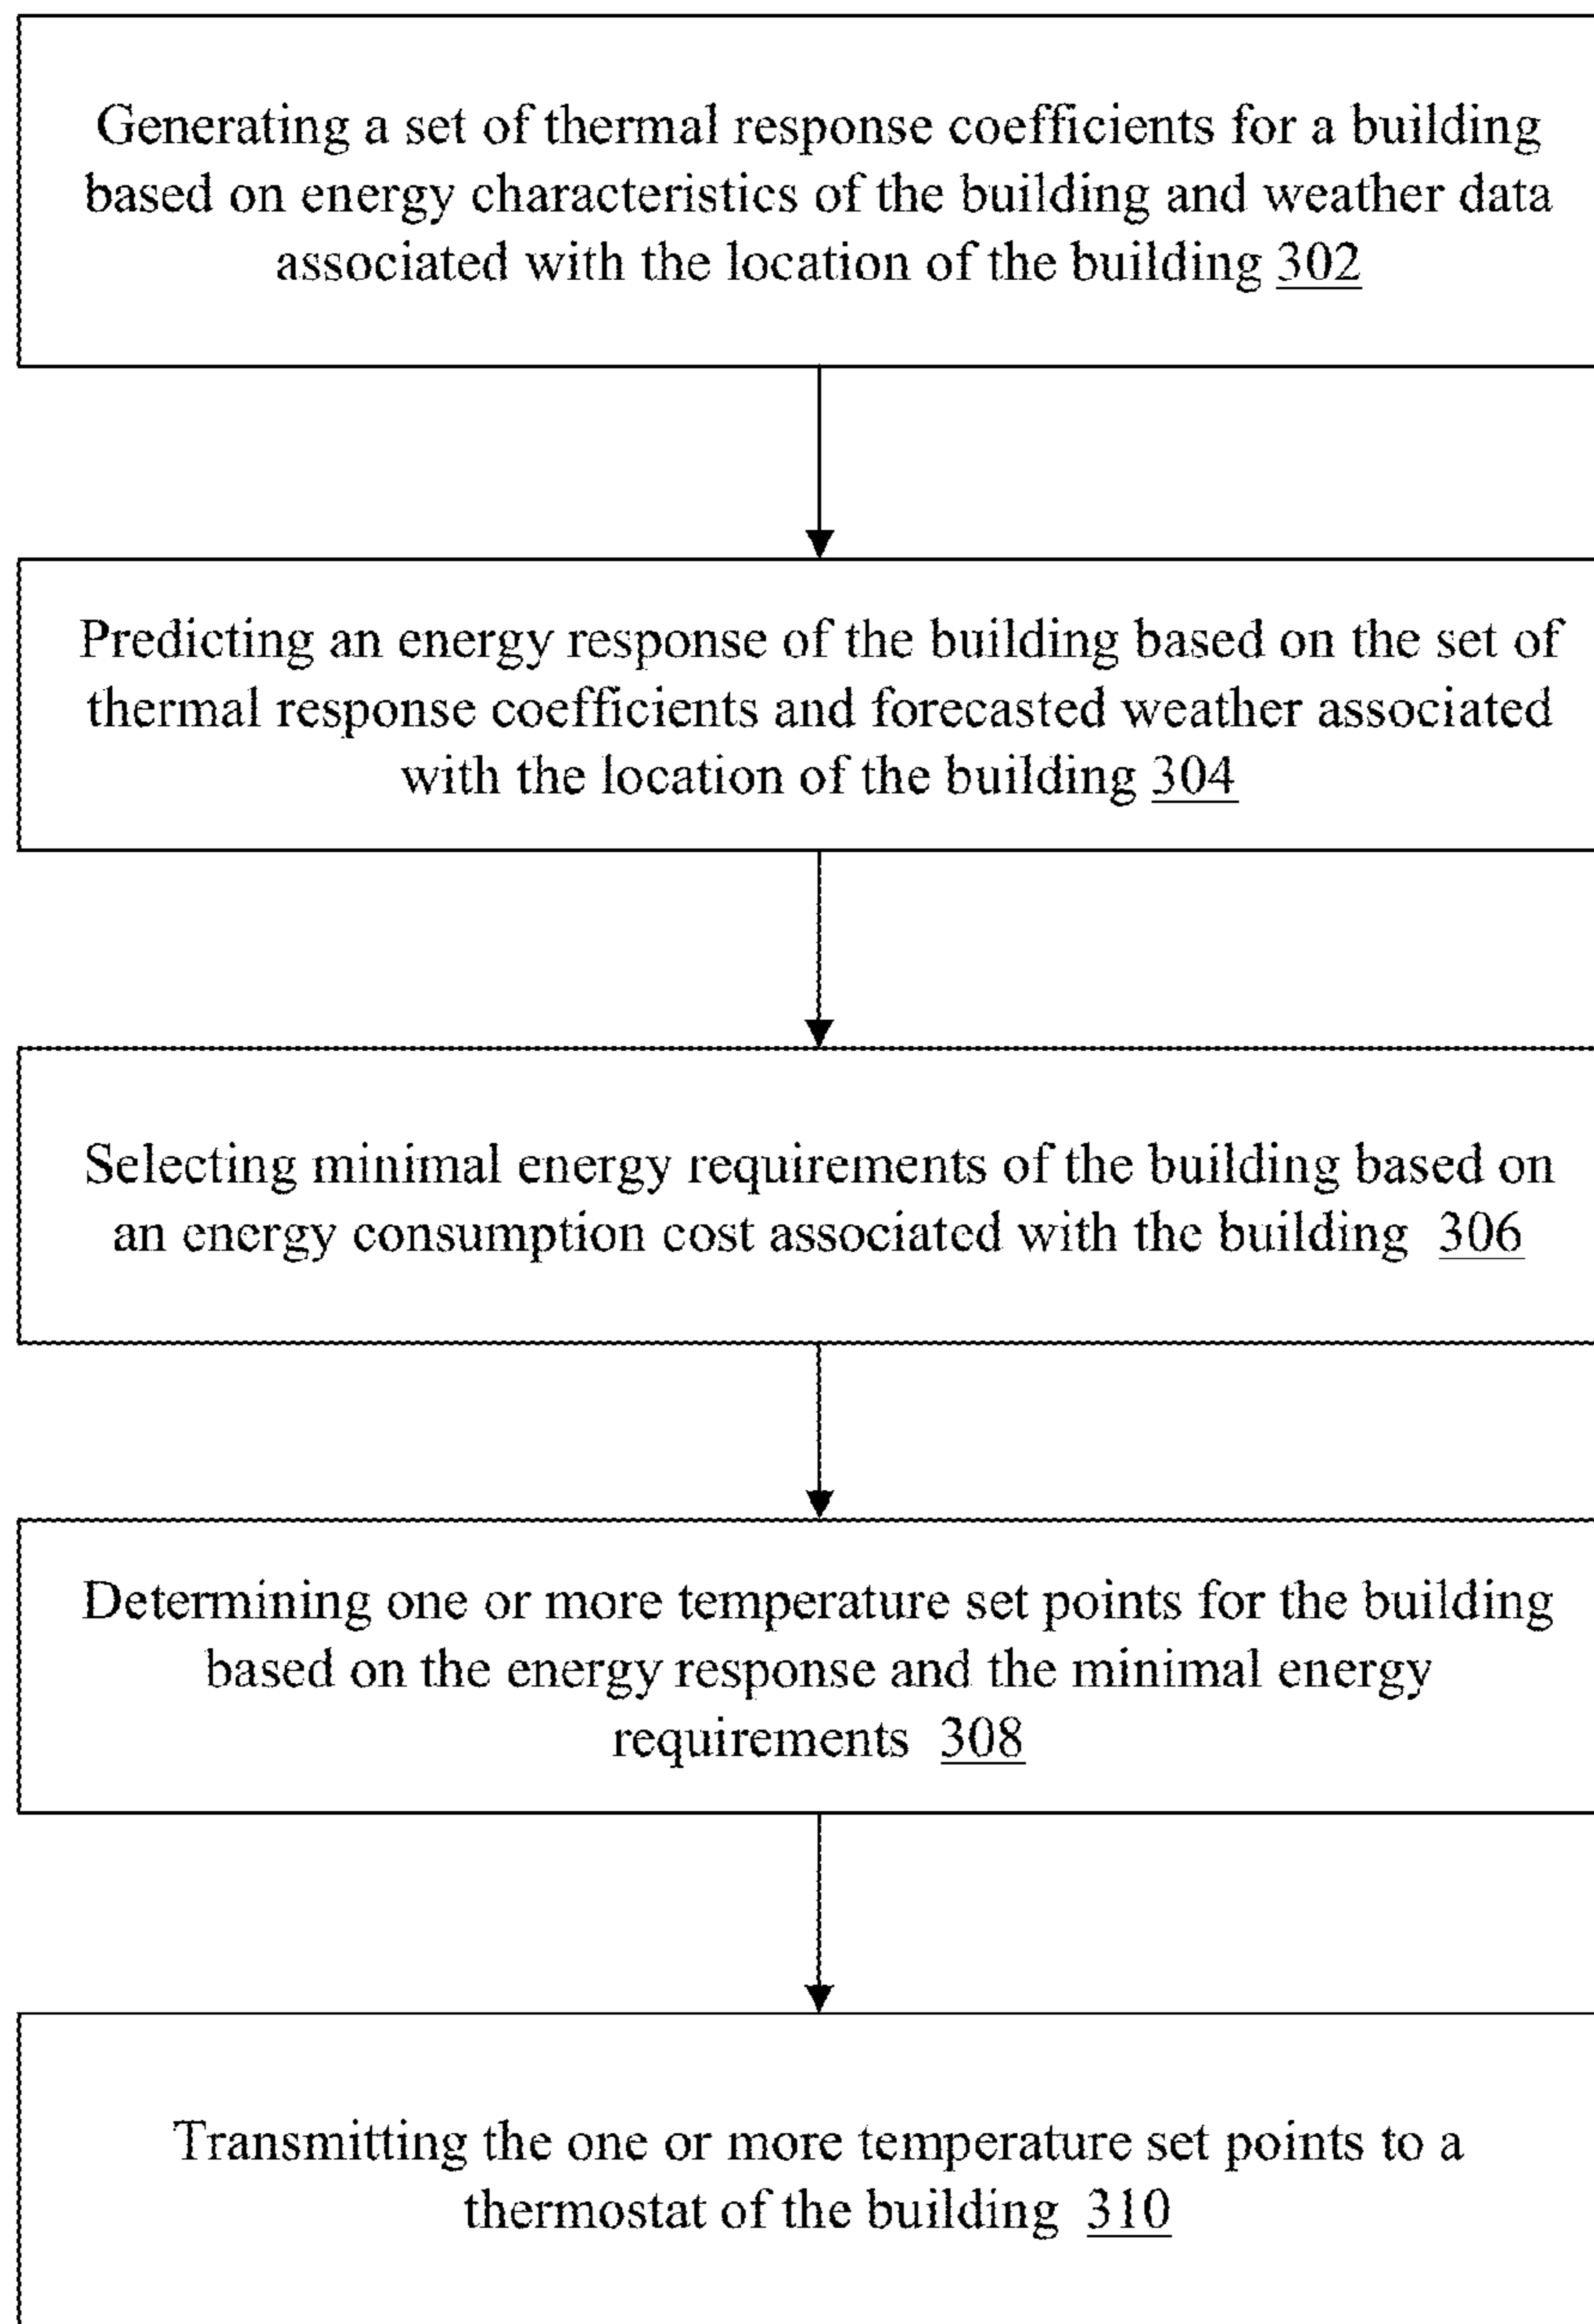 Generating a set of thermal response coefficients for a building
based on energy characteristics of the building and weather data
associated with the location of the building 302
Predicting an energy response of the building based on the set of
thermal response coefficients and forecasted weather associated
with the location of the building 304
Selecting minimal energy requirements of the building based on
an energy consumption cost associated with the building 306
Determining one or more temperature set points for the building
based on the energy response and the minimal energy
requirements 308
Transmitting the one or more temperature set points to a
thermostat of the building 310